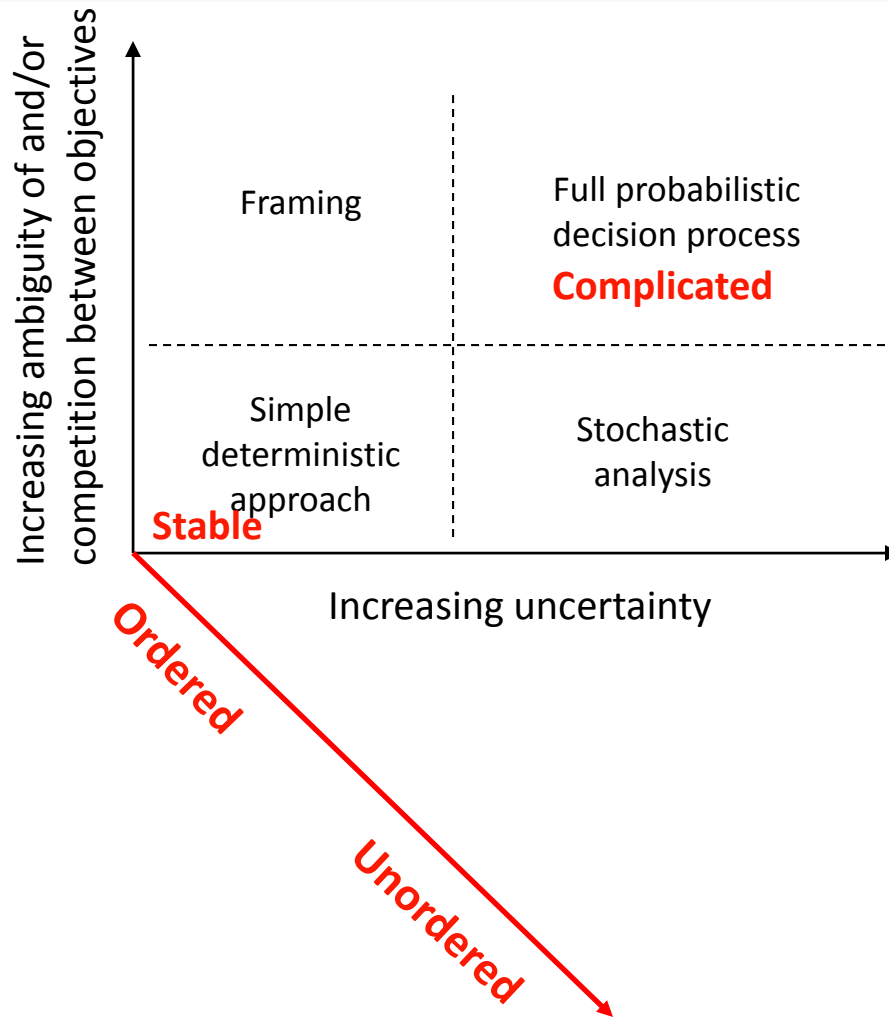 Increasing ambiguity of and/or
competition between objectives
Framing
Full probabilistic
decision process
Complicated
Simple
deterministic
approach
Stable
Stochastic
analysis
Increasing uncertainty
Ordered
Unordered